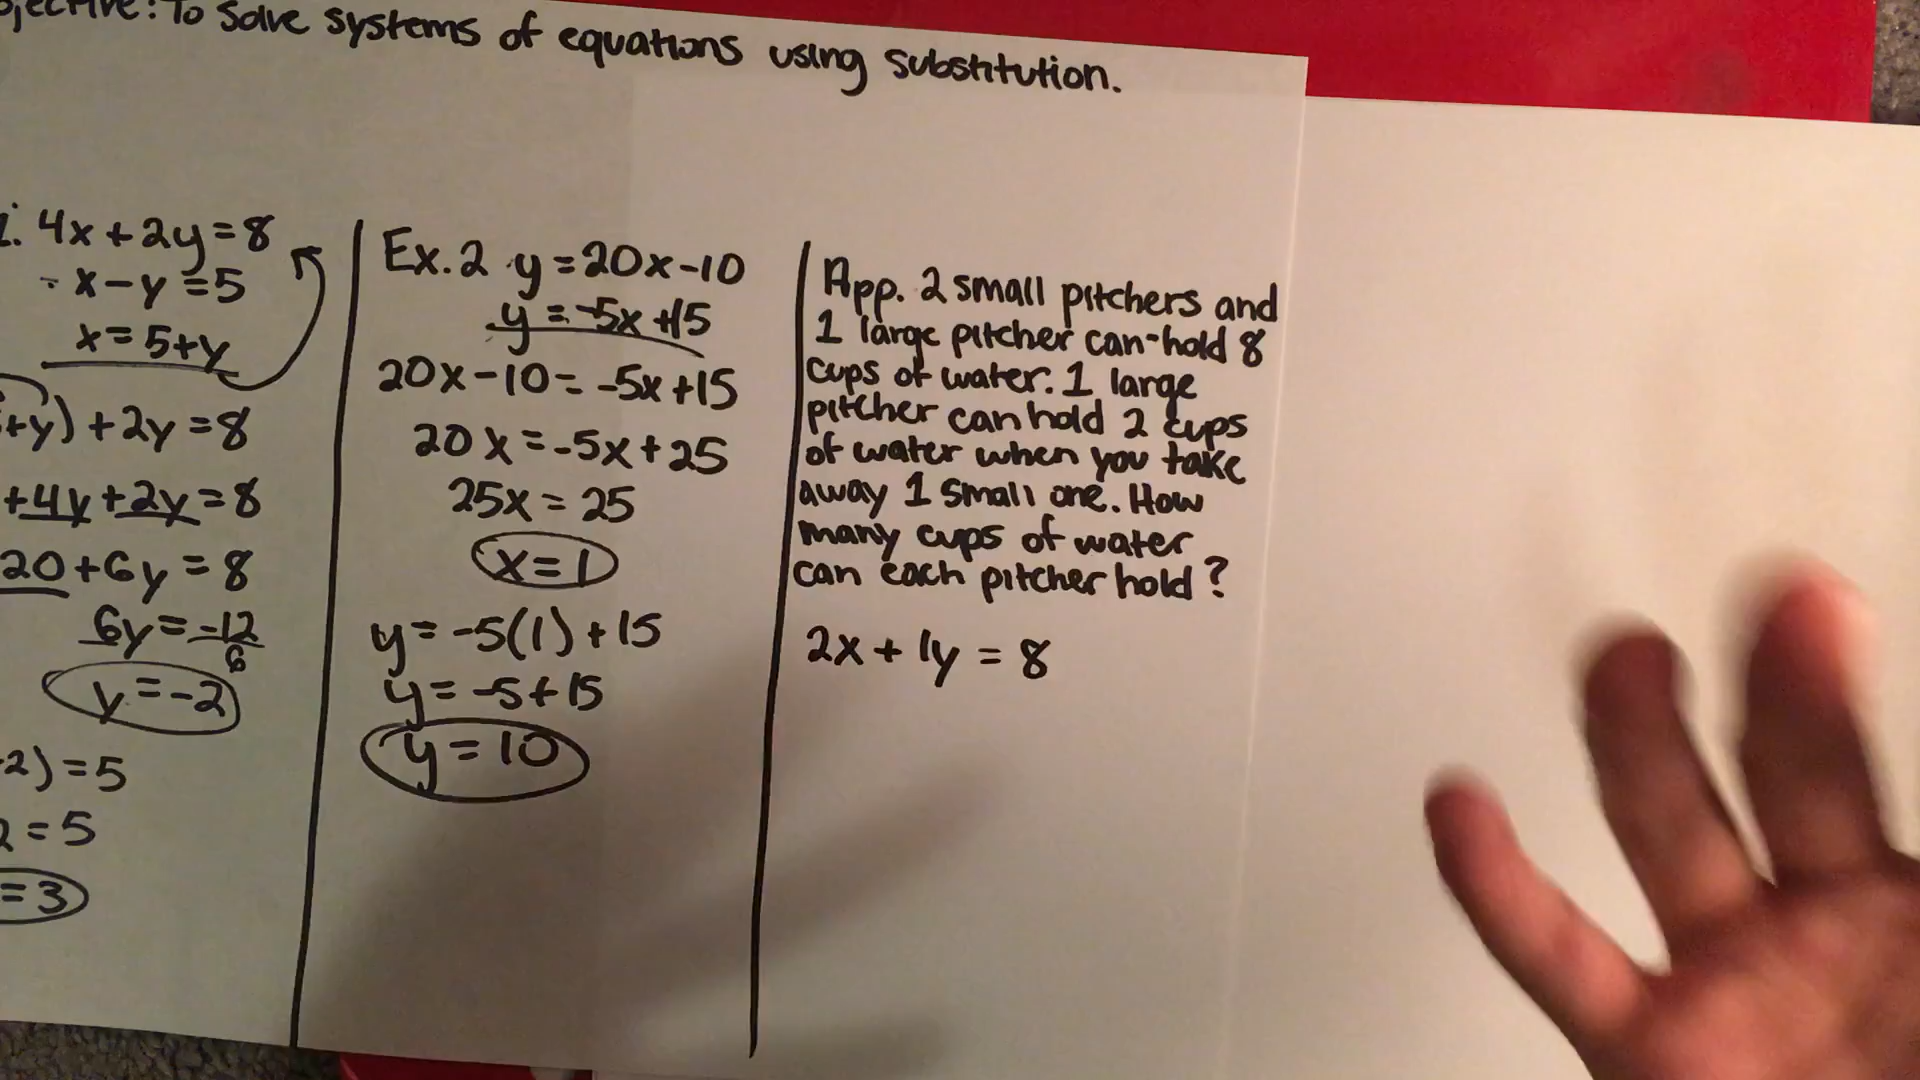 To solve systems of equations using substitution.
4x+2y=8
x-y=5
x=5+y
+y)+2y=8
+4y+2y=8
20+6y=8
6y=-12
6
y=-2
2)=5
2=5
=3
Ex.2 y=20x-10
y=-5x+15
20x-10=-5x+15
20x=-5x+25
25x=25
x=1
y=-5(1)+15
y=-5+15
y=10
App. 2 small pitchers and
1 large pitcher can hold 8
cups of water. 1 large
pitcher can hold 2 cups
of water when you take
away 1 small one. How
many cups of water
can each pitcher hold?
2x+1y=8